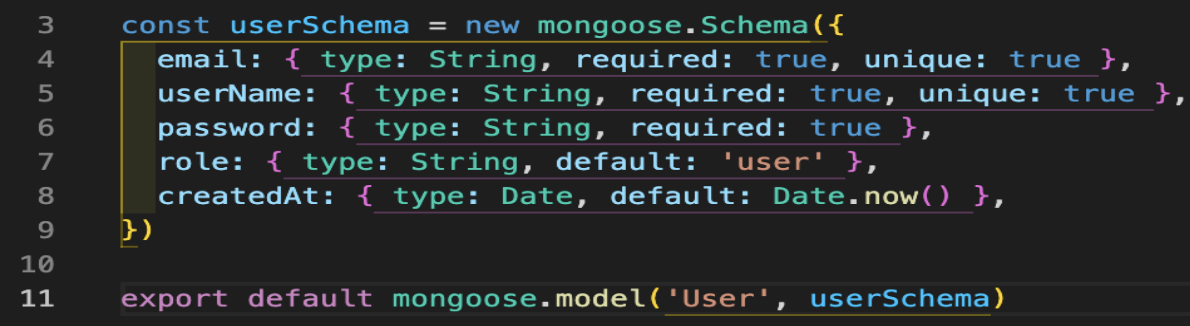 3 const userSchema = new mongoose.Schema({
4 email: { type: String, required: true, unique: true },
5 userName: { type: String, required: true, unique: true },
6 password: { type: String, required: true },
7 role: { type: String, default: 'user' },
8 createdAt: { type: Date, default: Date.now() },
9 })
10
11 export default mongoose.model('User', userSchema)